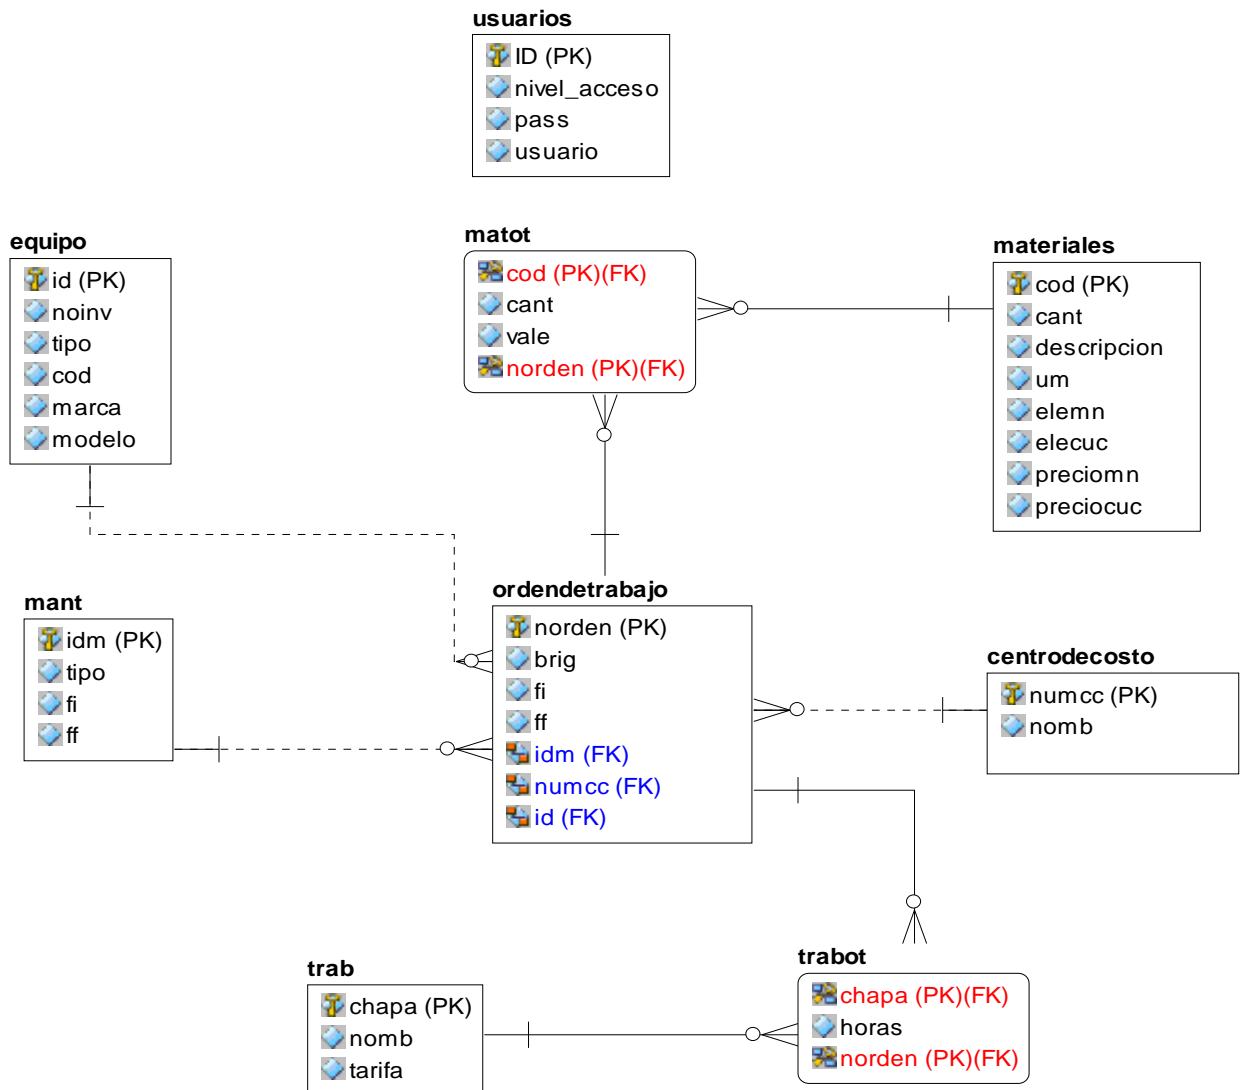 usuarios
ID (PK)
nivel_acceso
pass
usuario
equipo
id (PK)
noinv
tipo
cod
marca
modelo
matot
cod (PK)(FK)
cant
vale
norden (PK)(FK)
materiales
cod (PK)
cant
descripcion
um
elemn
elecuc
preciomn
preciocuc
mant
idm (PK)
tipo
fi
ff
ordendetrabajo
norden (PK)
brig
fi
ff
idm (FK)
numcc (FK)
id (FK)
centrodecosto
numcc (PK)
nomb
trab
chapa (PK)
nomb
tarifa
trabot
chapa (PK)(FK)
horas
norden (PK)(FK)